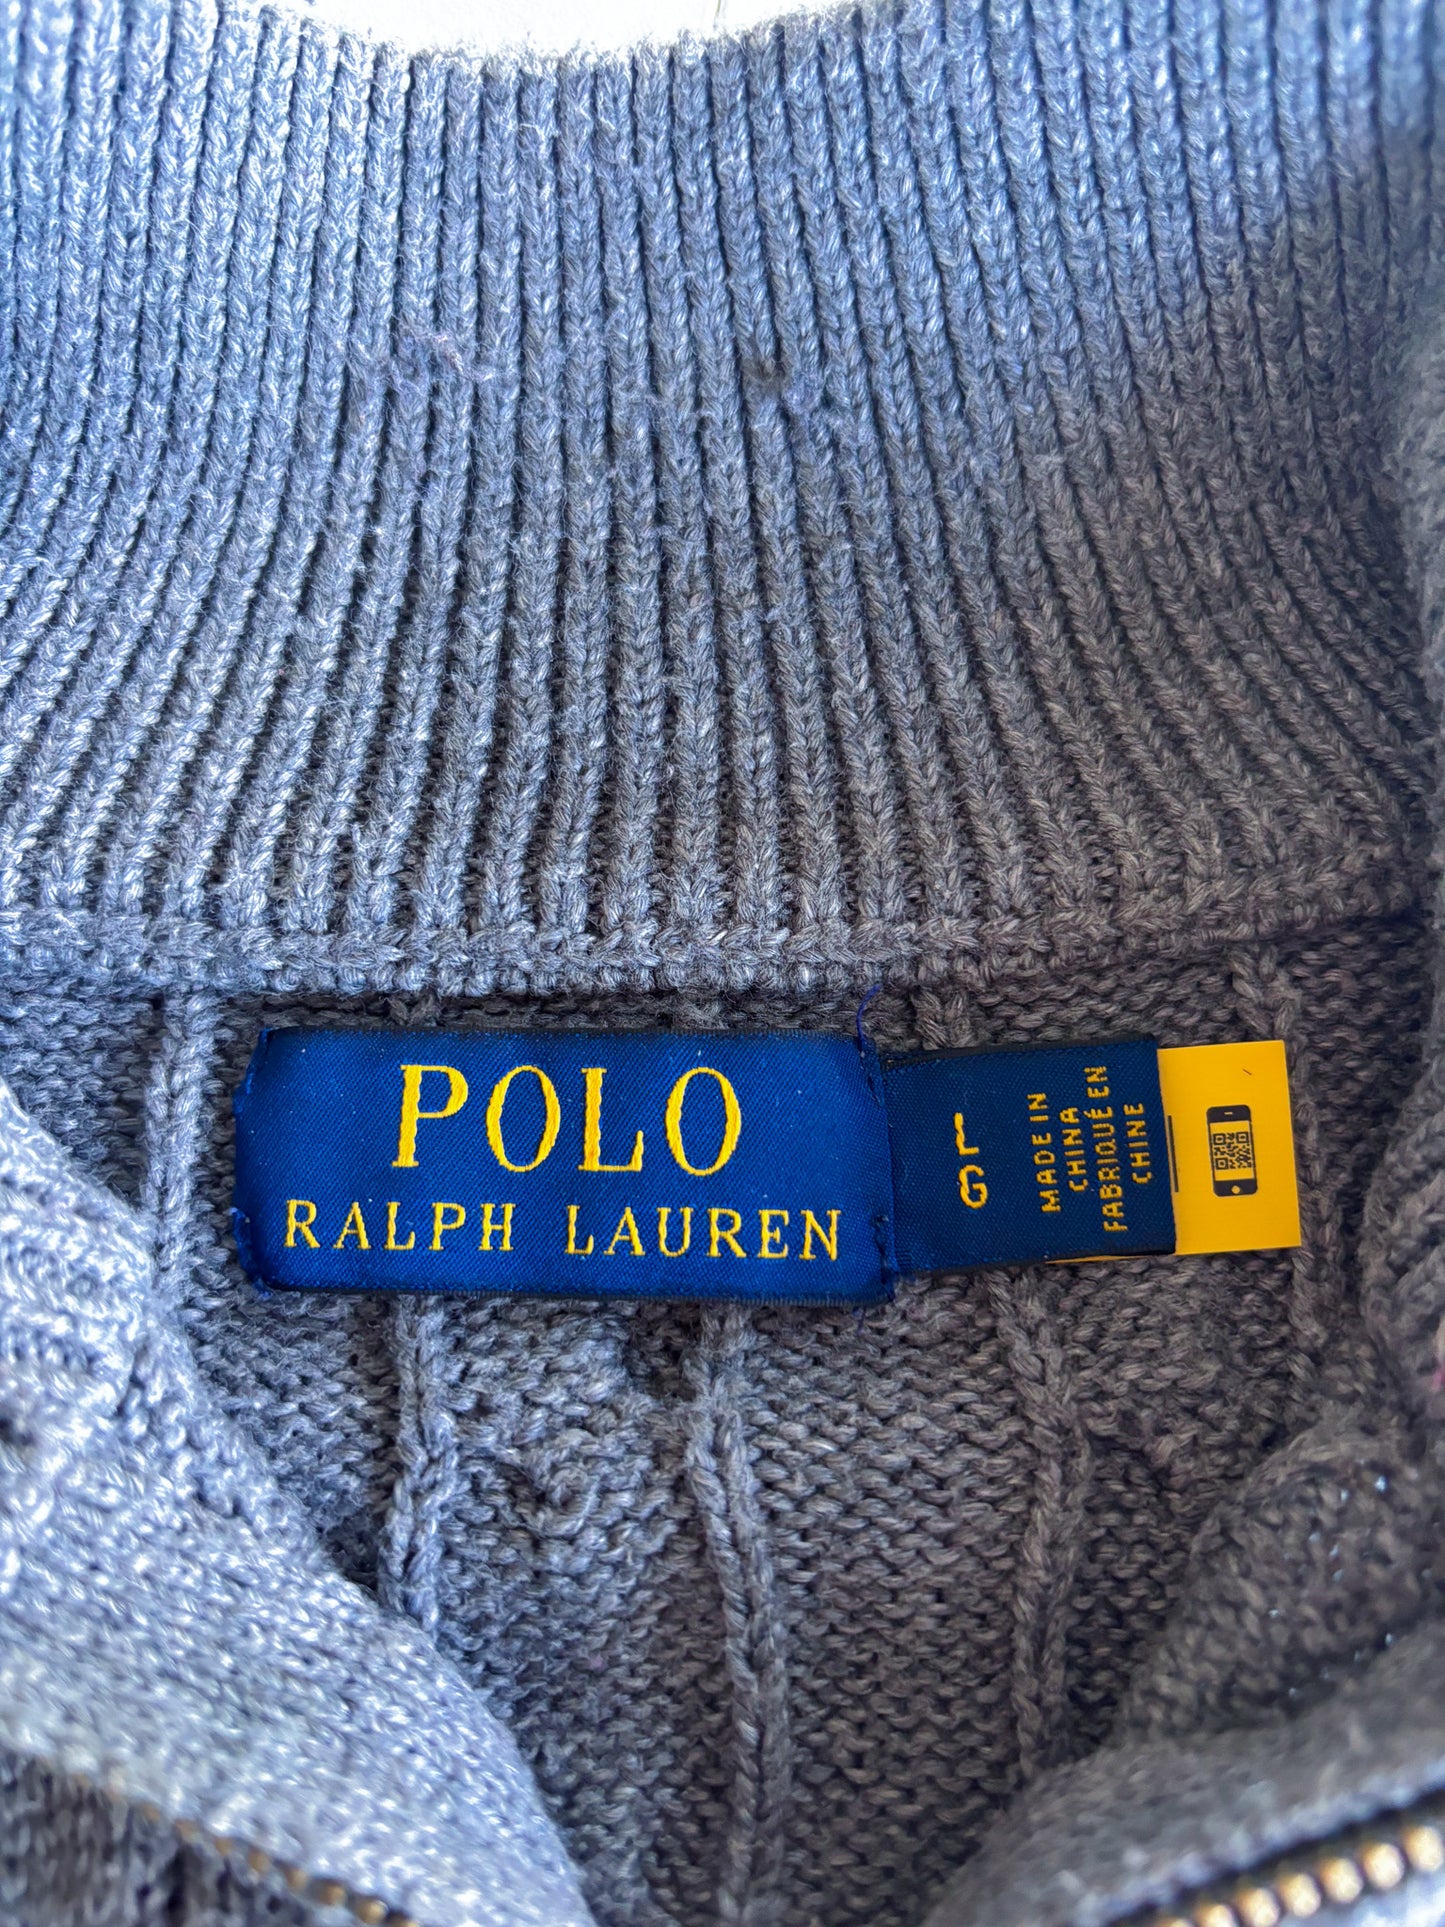 POLO
RALPH LAUREN
L
G
MADE IN
CHINA
FABRIQUÉ EN
CHINE